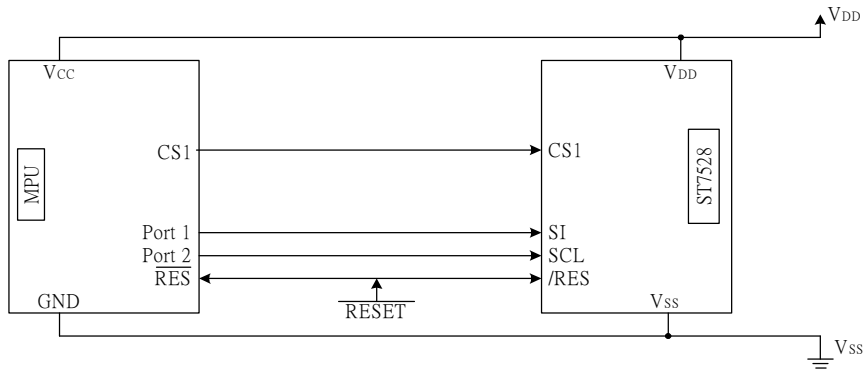 VDD
VCC
VDD
MPU
CS1
CS1
ST7528
Port 1
SI
Port 2
SCL
RES
/RES
RESET
GND
VSS
VSS